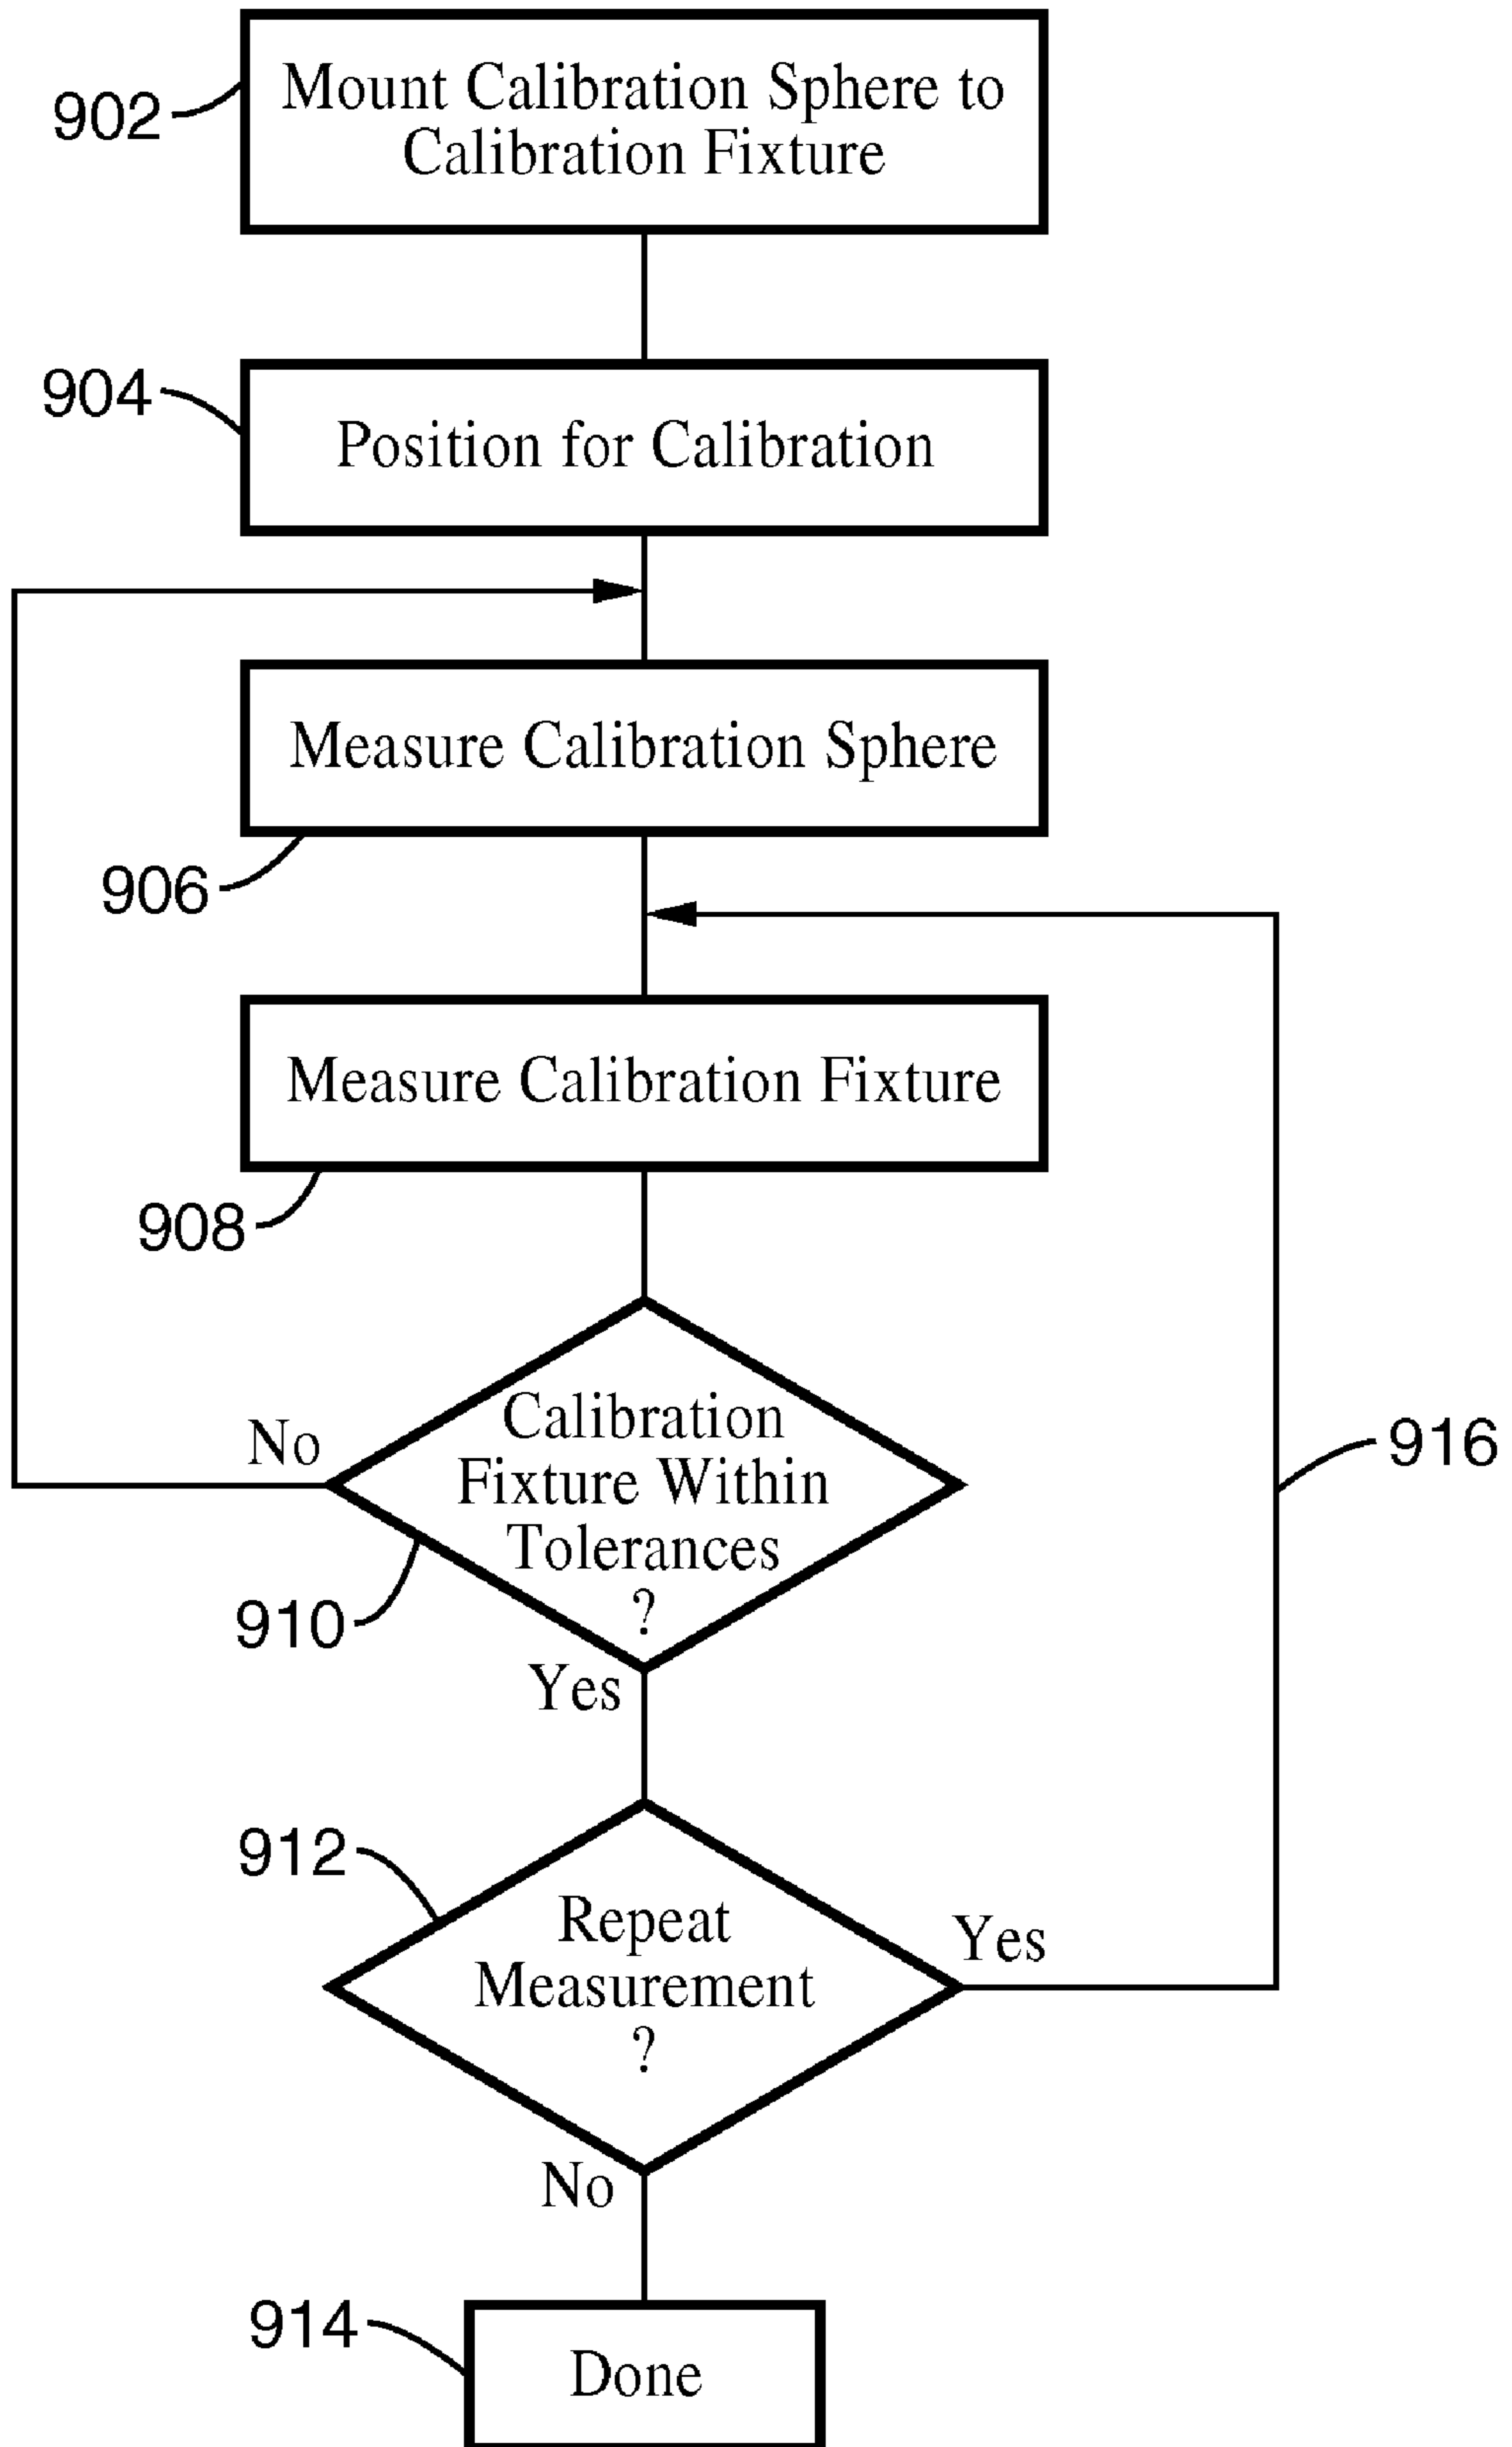 902
Mount Calibration Sphere to
Calibration Fixture
904
Position for Calibration
Measure Calibration Sphere
906
Measure Calibration Fixture
908
No
Calibration
Fixture Within
Tolerances
?
916
910
Yes
912
Repeat
Measurement
?
Yes
No
914
Done